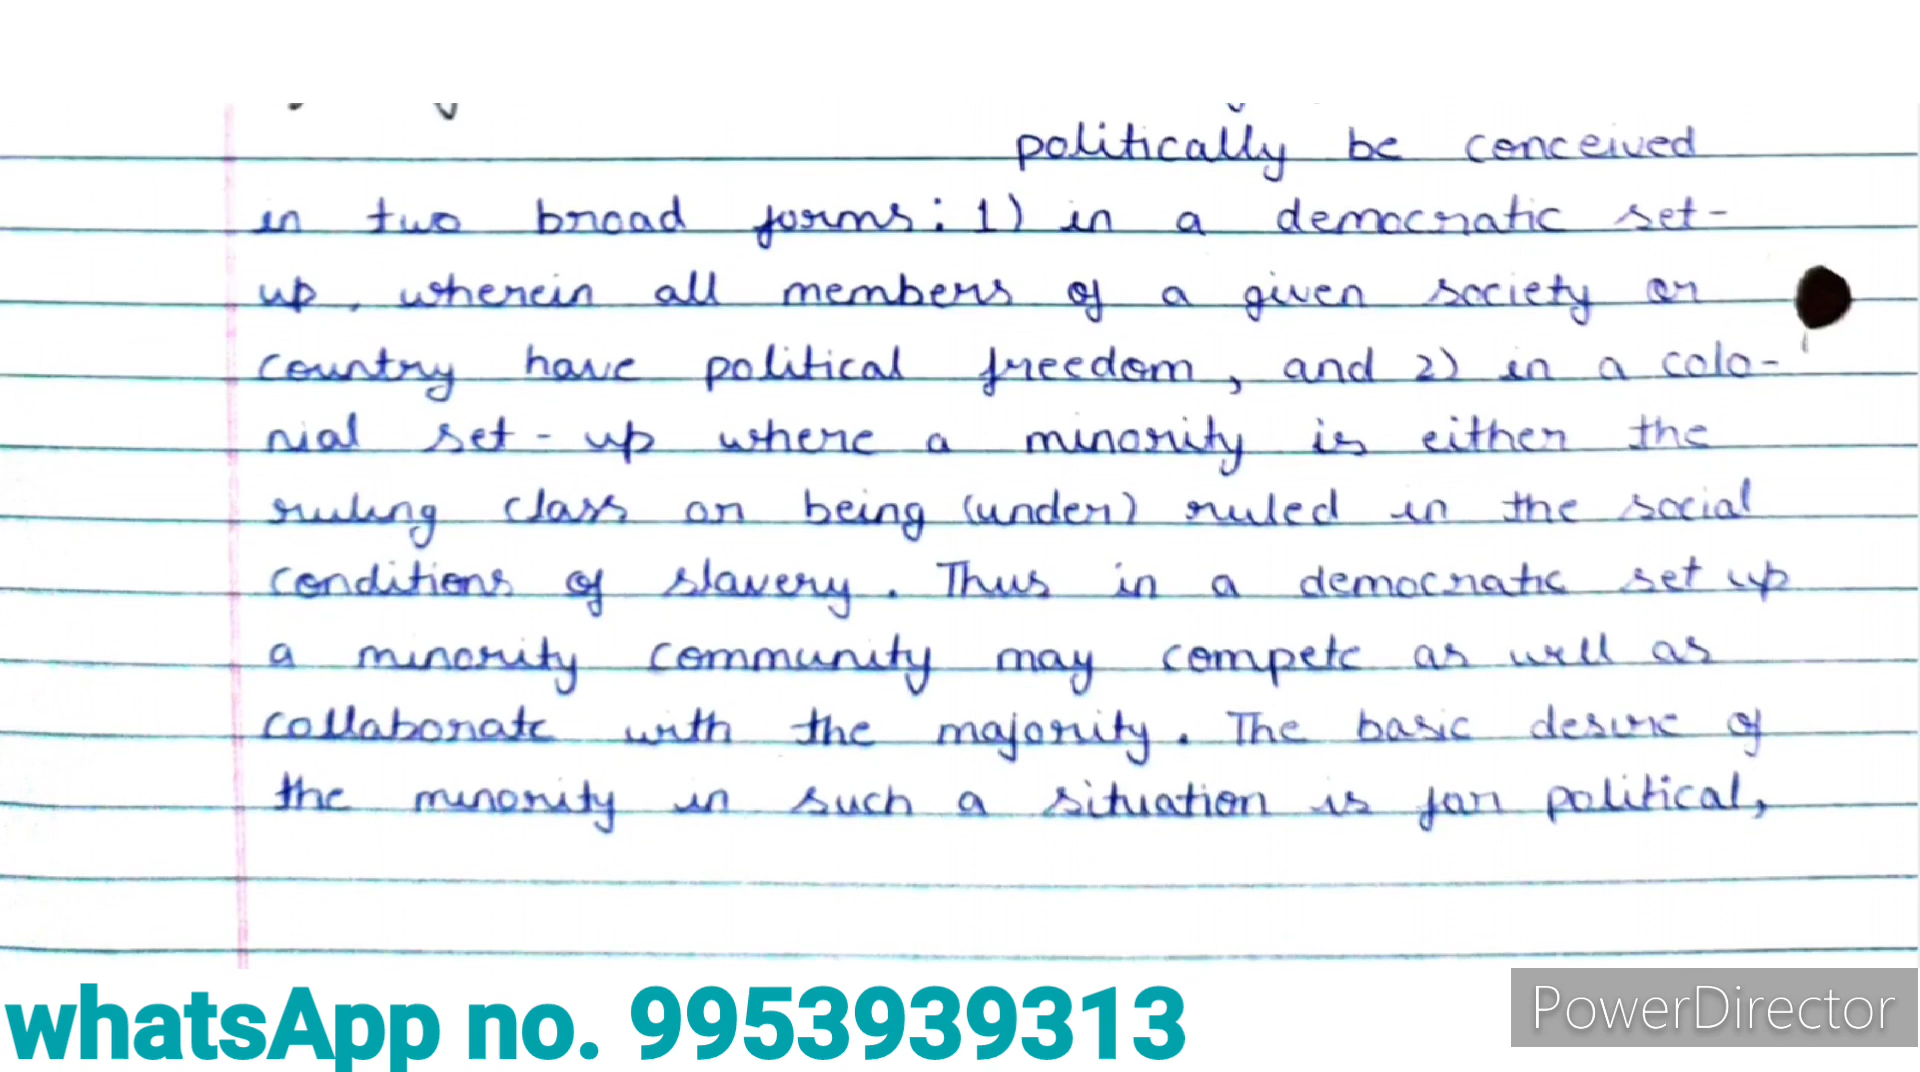 politically be conceived
in two broad forms: 1) in a democratic set-
up, wherein all members of a given society or
country have political freedom, and 2) in a colo-
nial set-up where a minority is either the
ruling class or being (under) ruled in the social
conditions of slavery. Thus in a democratic set up
a minority community may compete as well as
collaborate with the majority. The basic desire of
the minority in such a situation is for political,
whatsApp no. 9953939313
PowerDirector